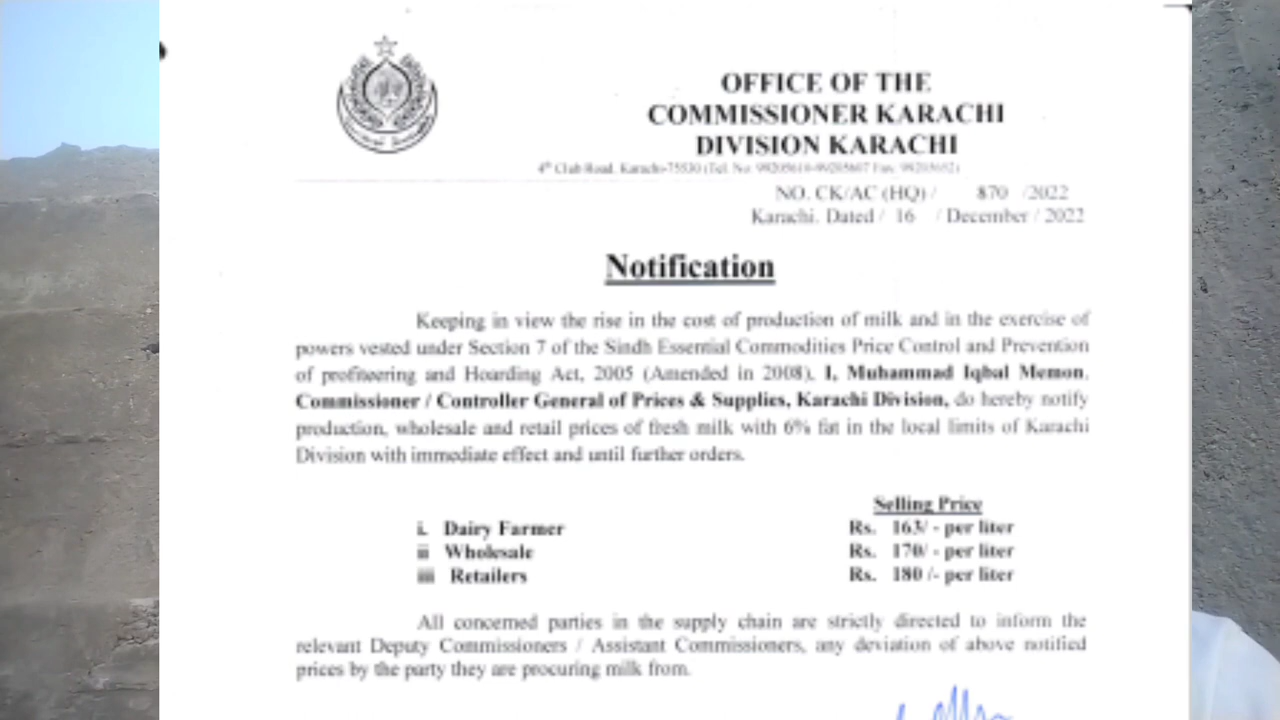 OFFICE OF THE
COMMISSIONER KARACHI
DIVISION KARACHI
4th Club Road, Karachi-75530 (Tel. No:
NO. CK/AC (HQ) / 870 /2022
Karachi. Dated / 16 / December / 2022
Notification
Keeping in view the rise in the cost of production of milk and in the exercise of
powers vested under Section 7 of the Sindh Essential Commodities Price Control and Prevention
of profiteering and Hoarding Act, 2005 (Amended in 2008), I, Muhammad Iqbal Memon,
Commissioner / Controller General of Prices & Supplies, Karachi Division, do hereby notify
production, wholesale and retail prices of fresh milk with 6% fat in the local limits of Karachi
Division with immediate effect and until further orders.
Selling Price
i. Dairy Farmer Rs. 163/- per liter
ii Wholesale Rs. 170/ - per liter
iii Retailers Rs. 180 /- per liter
All concerned parties in the supply chain are strictly directed to inform the
relevant Deputy Commissioners / Assistant Commissioners, any deviation of above notified
prices by the party they are procuring milk from.